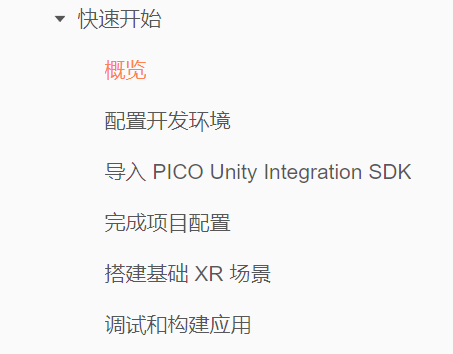 快速开始
概览
配置开发环境
导入 PICO Unity Integration SDK
完成项目配置
搭建基础 XR 场景
调试和构建应用